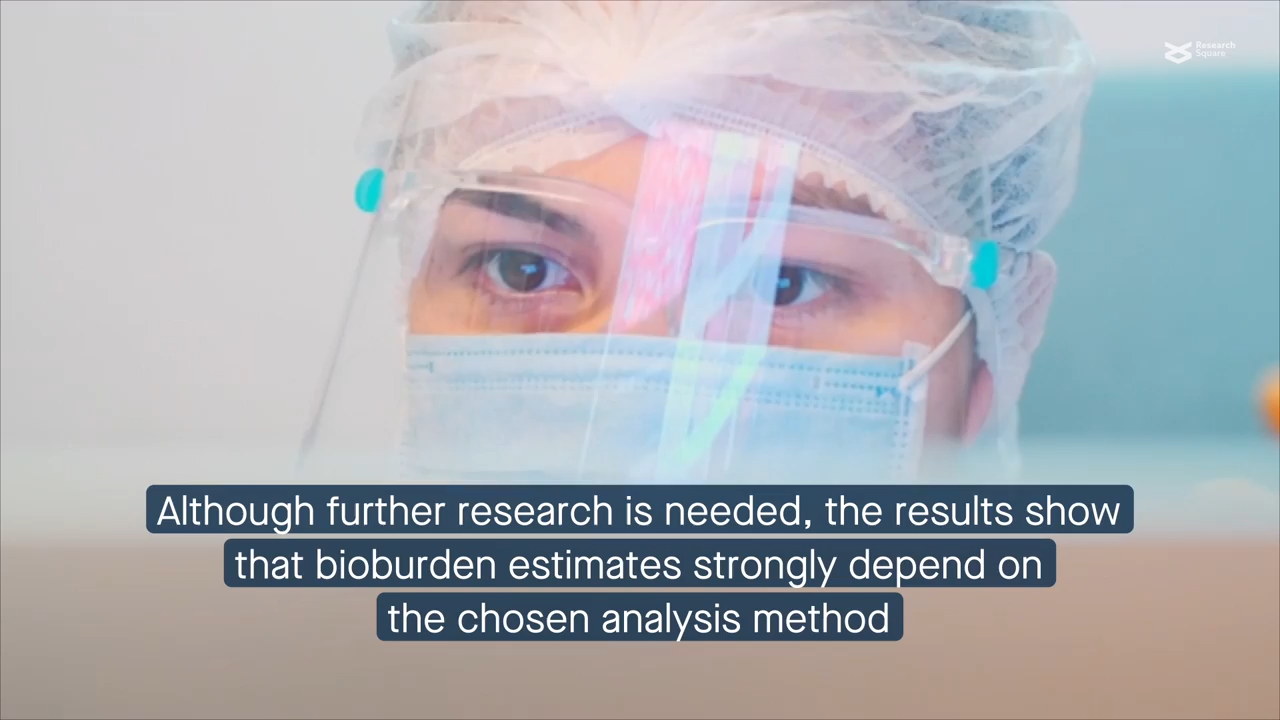 Research
Square
Although further research is needed, the results show
that bioburden estimates strongly depend on
the chosen analysis method